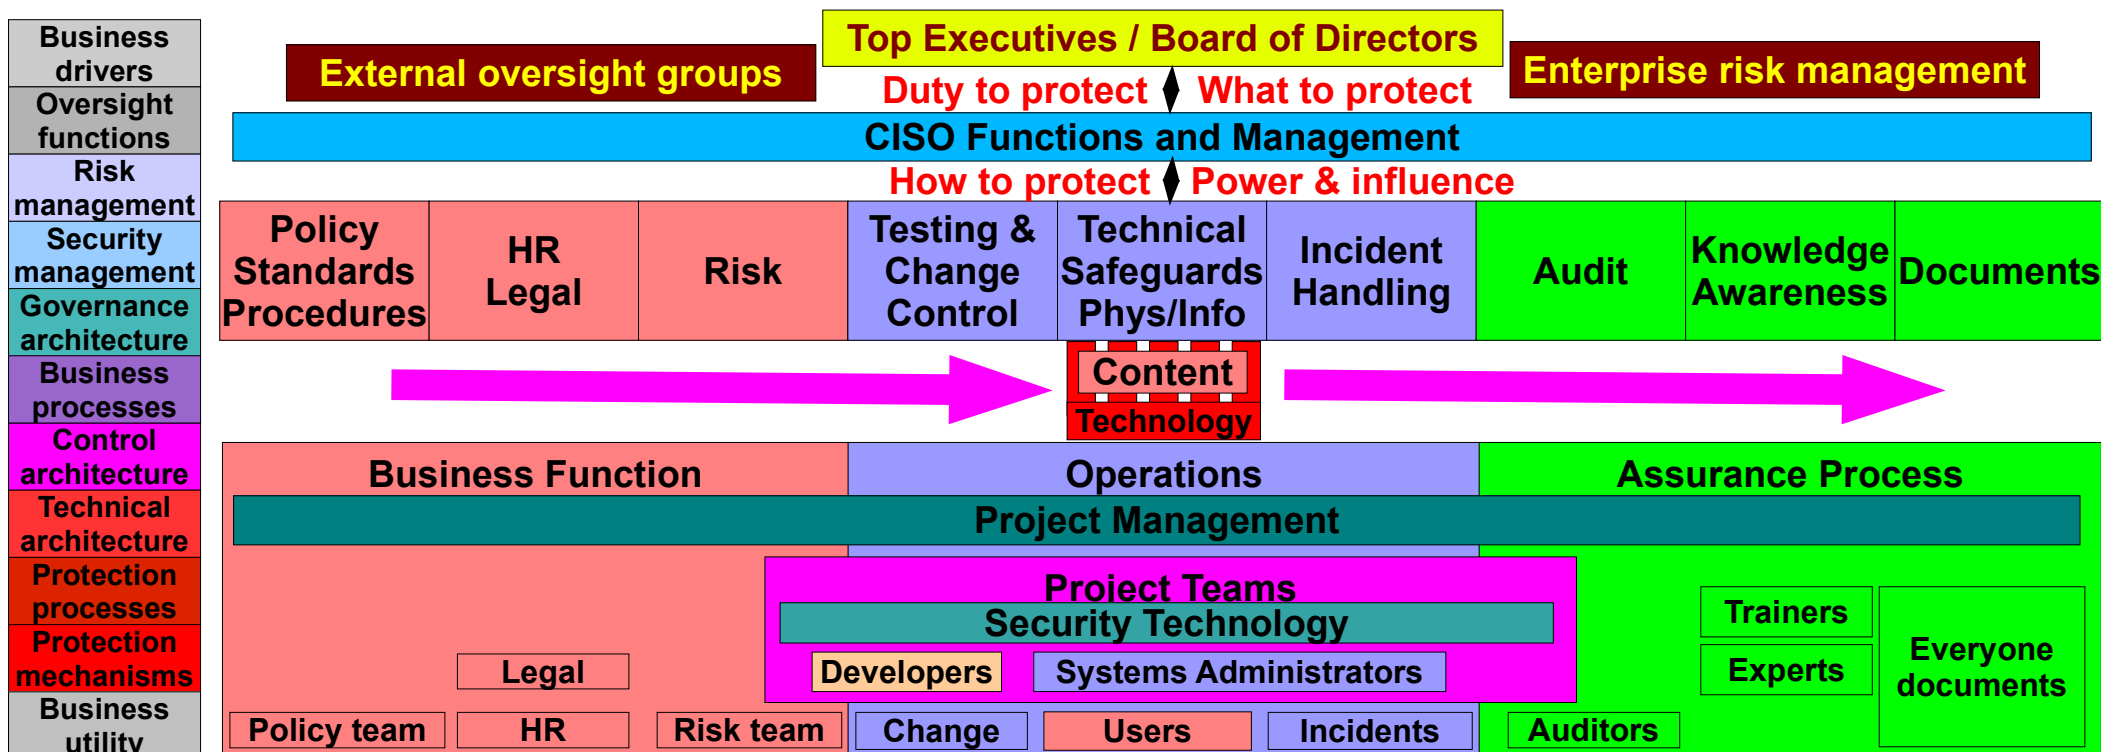 Business
drivers
Oversight
functions
Risk
management
Security
management
Governance
architecture
Business
processes
Control
architecture
Technical
architecture
Protection
processes
Protection
mechanisms
Business
utility
Top Executives / Board of Directors
External oversight groups
Enterprise risk management
Duty to protect
What to protect
CISO Functions and Management
How to protect
Power & influence
Policy
Standards
Procedures
HR
Legal
Risk
Testing &
Change
Control
Technical
Safeguards
Phys/Info
Incident
Handling
Audit
Knowledge
Awareness
Documents
Content
Technology
Business Function
Operations
Assurance Process
Project Management
Project Teams
Security Technology
Developers
Systems Administrators
Legal
Policy team
HR
Risk team
Change
Users
Incidents
Auditors
Trainers
Experts
Everyone
documents